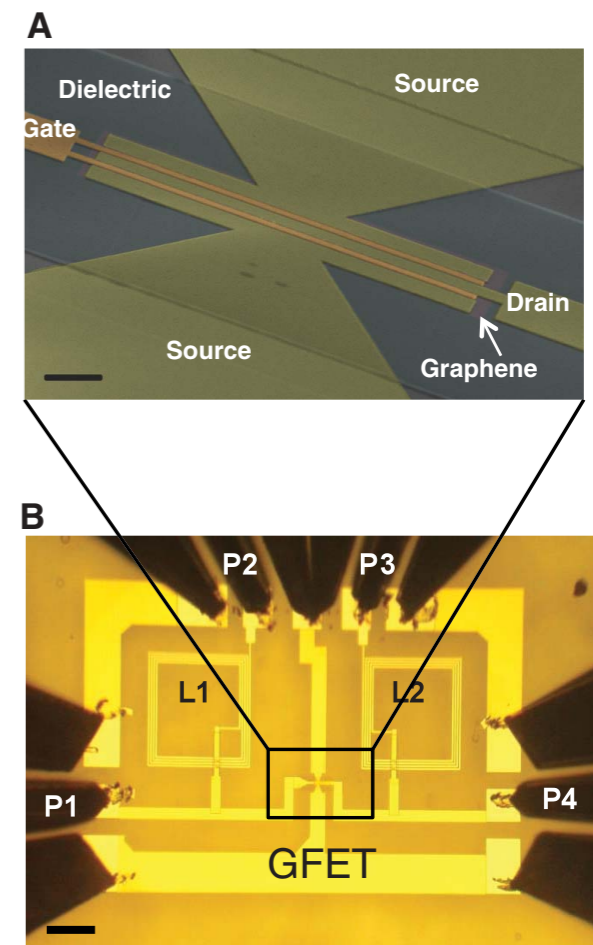 A
Dielectric
Source
Gate
Drain
Source
Graphene
B
P2
P3
L1
L2
P1
P4
GFET